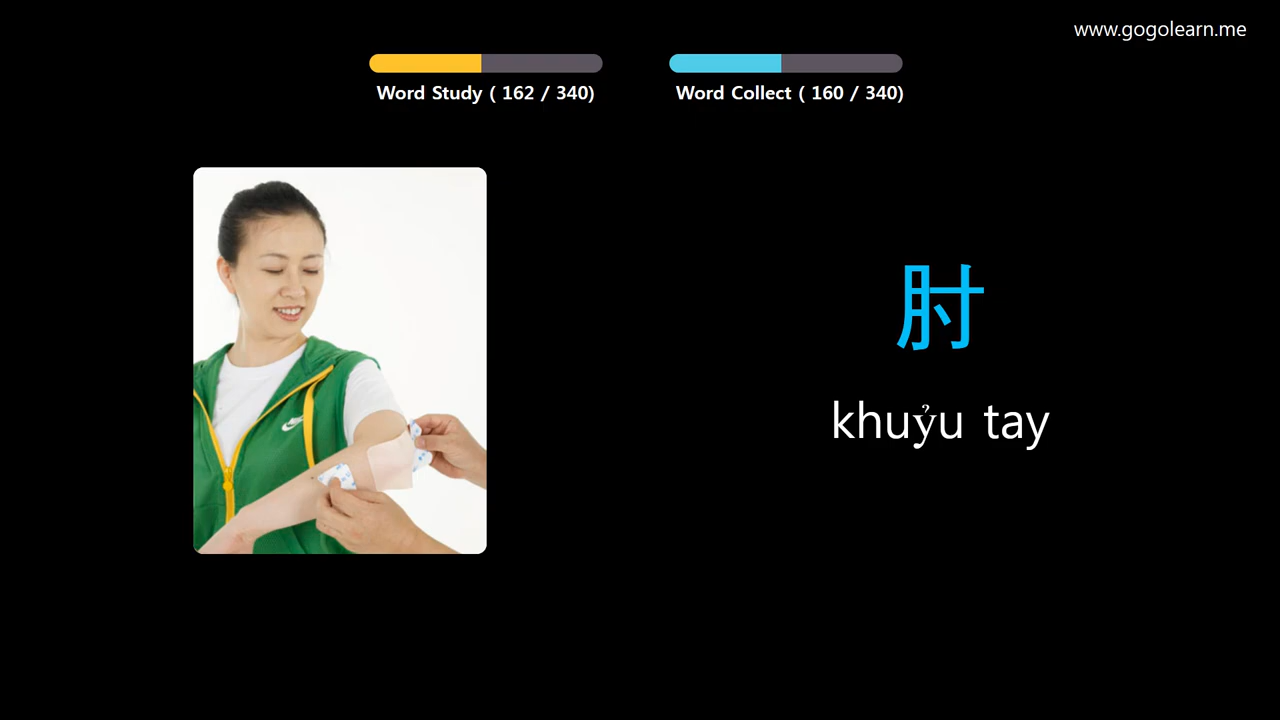 www.gogolearn.me
Word Study ( 162 / 340)
Word Collect ( 160 / 340)
肘
khuỷu tay